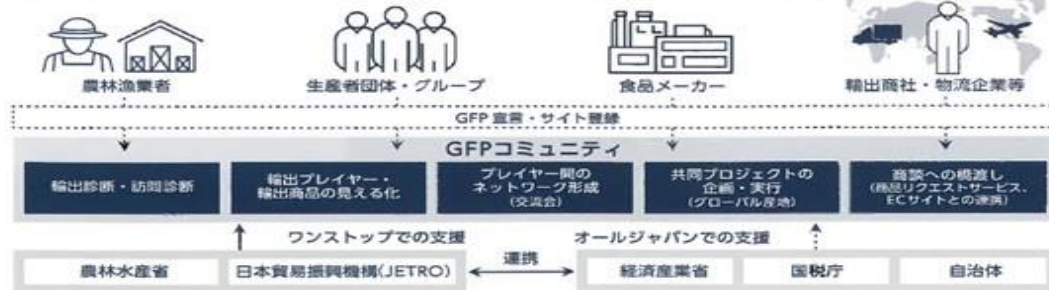 農林漁業者
生産者団体・グループ
食品メーカー
輸出商社・物流企業等
GFP 宣言・サイト登録
GFPコミュニティ
輸出診断・訪問診断
輸出プレイヤー・
輸出商品の見える化
プレイヤー間の
ネットワーク形成
(交流会)
共同プロジェクトの
企画・実行
(グローバル産地)
商談への橋渡し
(商品リクエストサービス、
ECサイトとの連携)
ワンストップでの支援
オールジャパンでの支援
農林水産省
日本貿易振興機構(JETRO)
連携
経済産業省
国税庁
自治体